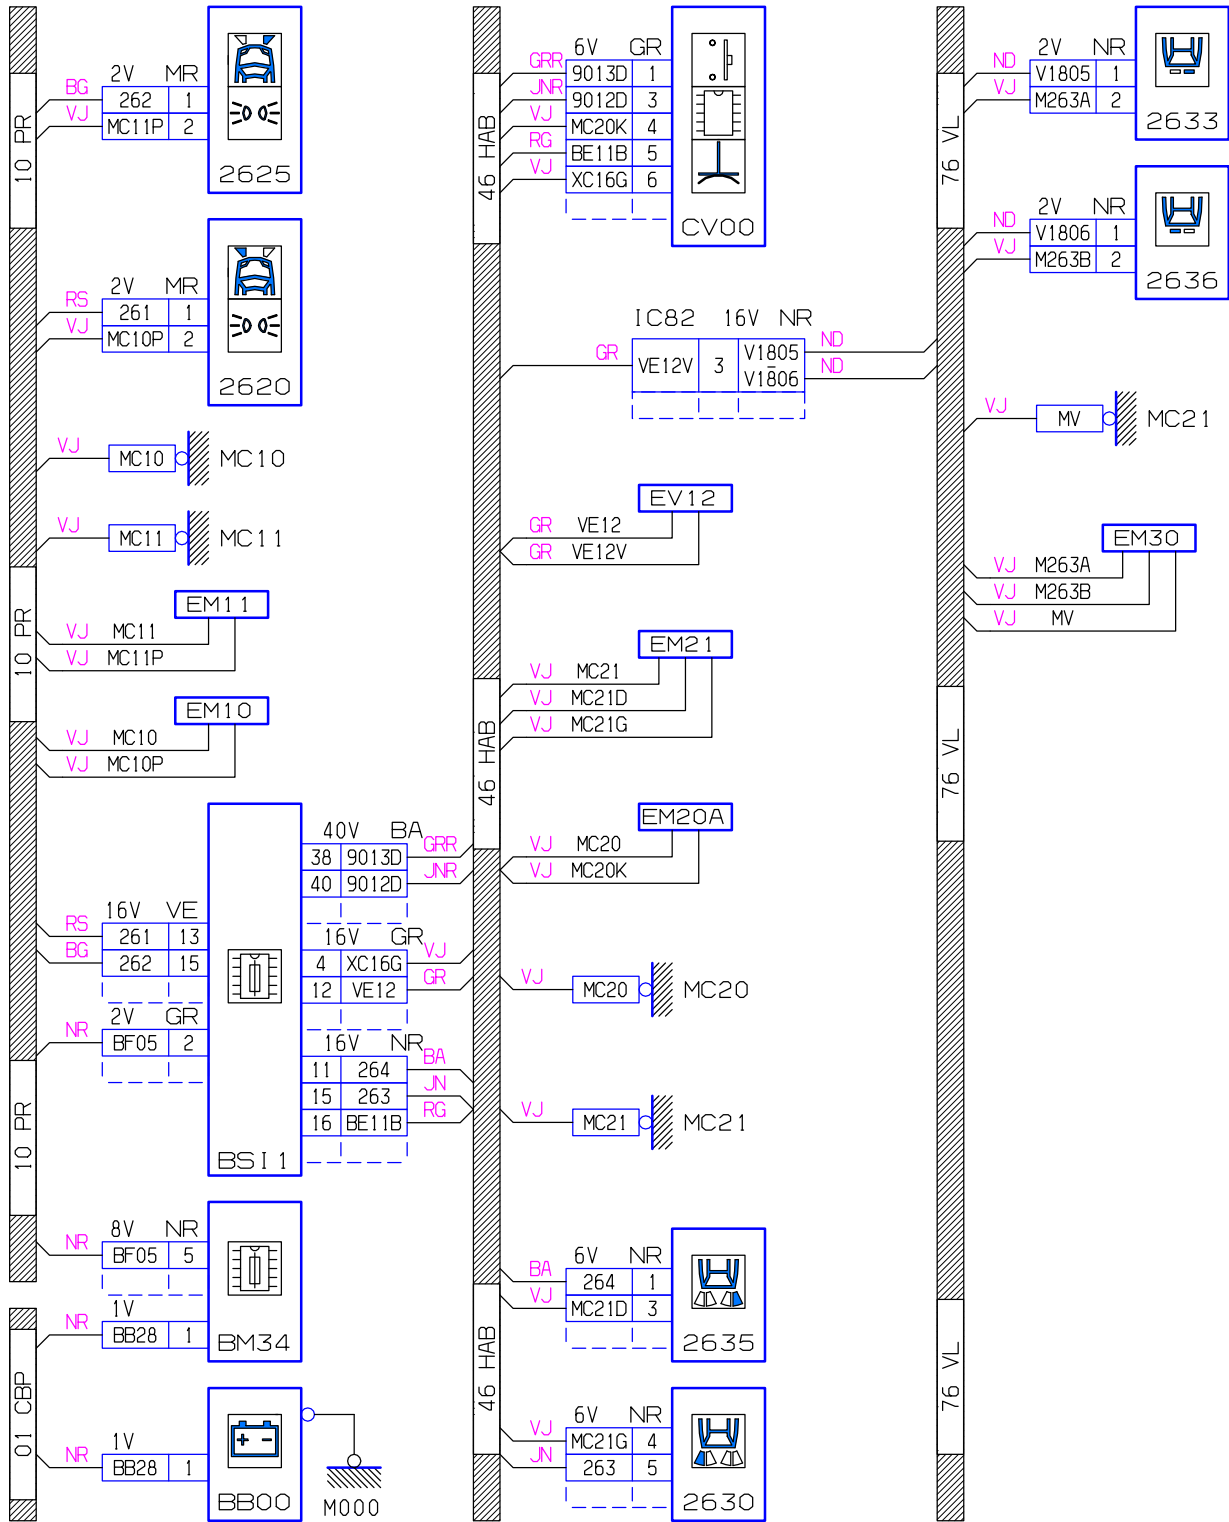 10 PR
2V MR
BG 262 1
VJ MC11P 2
2625
2V MR
RS 261 1
VJ MC10P 2
2620
VJ MC10 MC10
VJ MC11 MC11
10 PR
EM11
VJ MC11
VJ MC11P
EM10
VJ MC10
VJ MC10P
40V BA
38 9013D GRR
40 9012D JNR
16V VE
RS 261 13
BG 262 15
16V GR
4 XC16G VJ
12 VE12 GR
2V GR
NR BF05 2
16V NR
11 264 BA
15 263 JN
16 BE11B RG
BSI1
10 PR
8V NR
NR BF05 5
1V
NR BB28 1
BM34
01 CBP
1V
NR BB28 1
BB00
M000
46 HAB
6V GR
GRR 9013D 1
JNR 9012D 3
VJ MC20K 4
RG BE11B 5
VJ XC16G 6
CV00
IC82 16V NR
GR VE12V 3 V1805 ND
V1806 ND
EV12
GR VE12
GR VE12V
EM21
VJ MC21
VJ MC21D
VJ MC21G
46 HAB
EM20A
VJ MC20
VJ MC20K
VJ MC20 MC20
VJ MC21 MC21
6V NR
BA 264 1
VJ MC21D 3
2635
46 HAB
6V NR
VJ MC21G 4
JN 263 5
2630
76 VL
2V NR
ND V1805 1
VJ M263A 2
2633
2V NR
ND V1806 1
VJ M263B 2
2636
VJ MV MC21
EM30
VJ M263A
VJ M263B
VJ MV
76 VL
76 VL